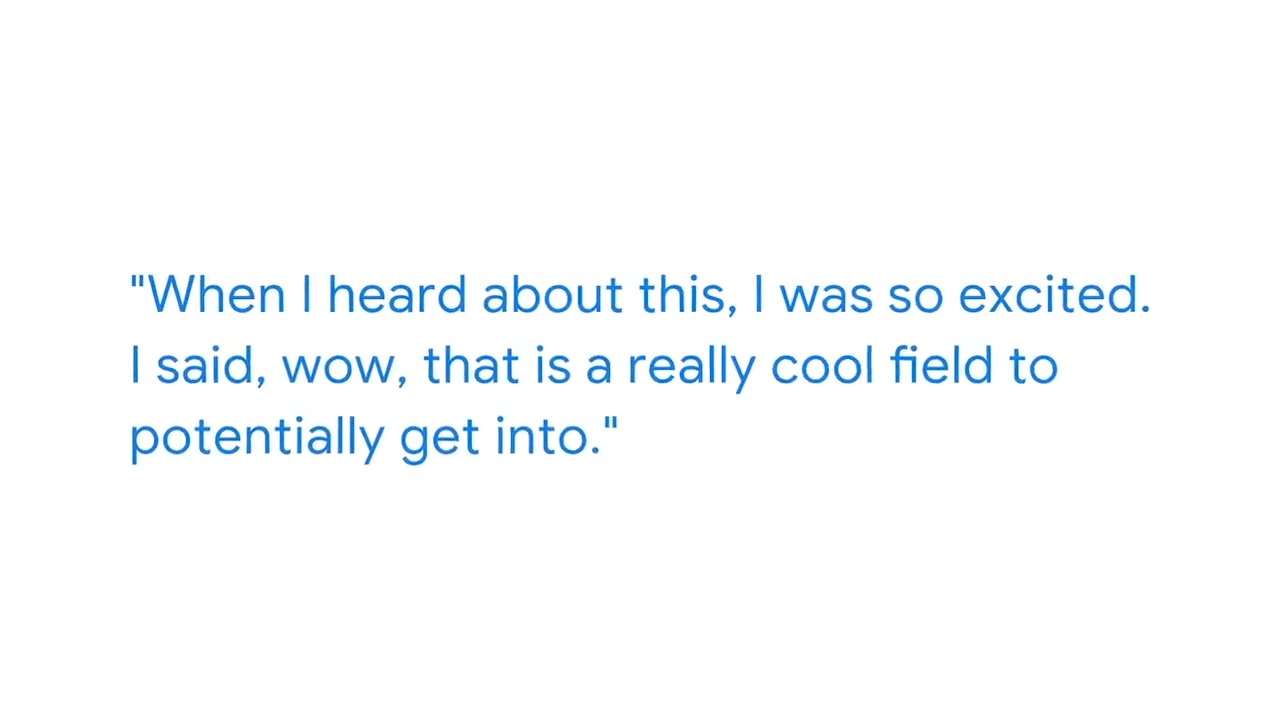 "When I heard about this, I was so excited.
I said, wow, that is a really cool field to
potentially get into."